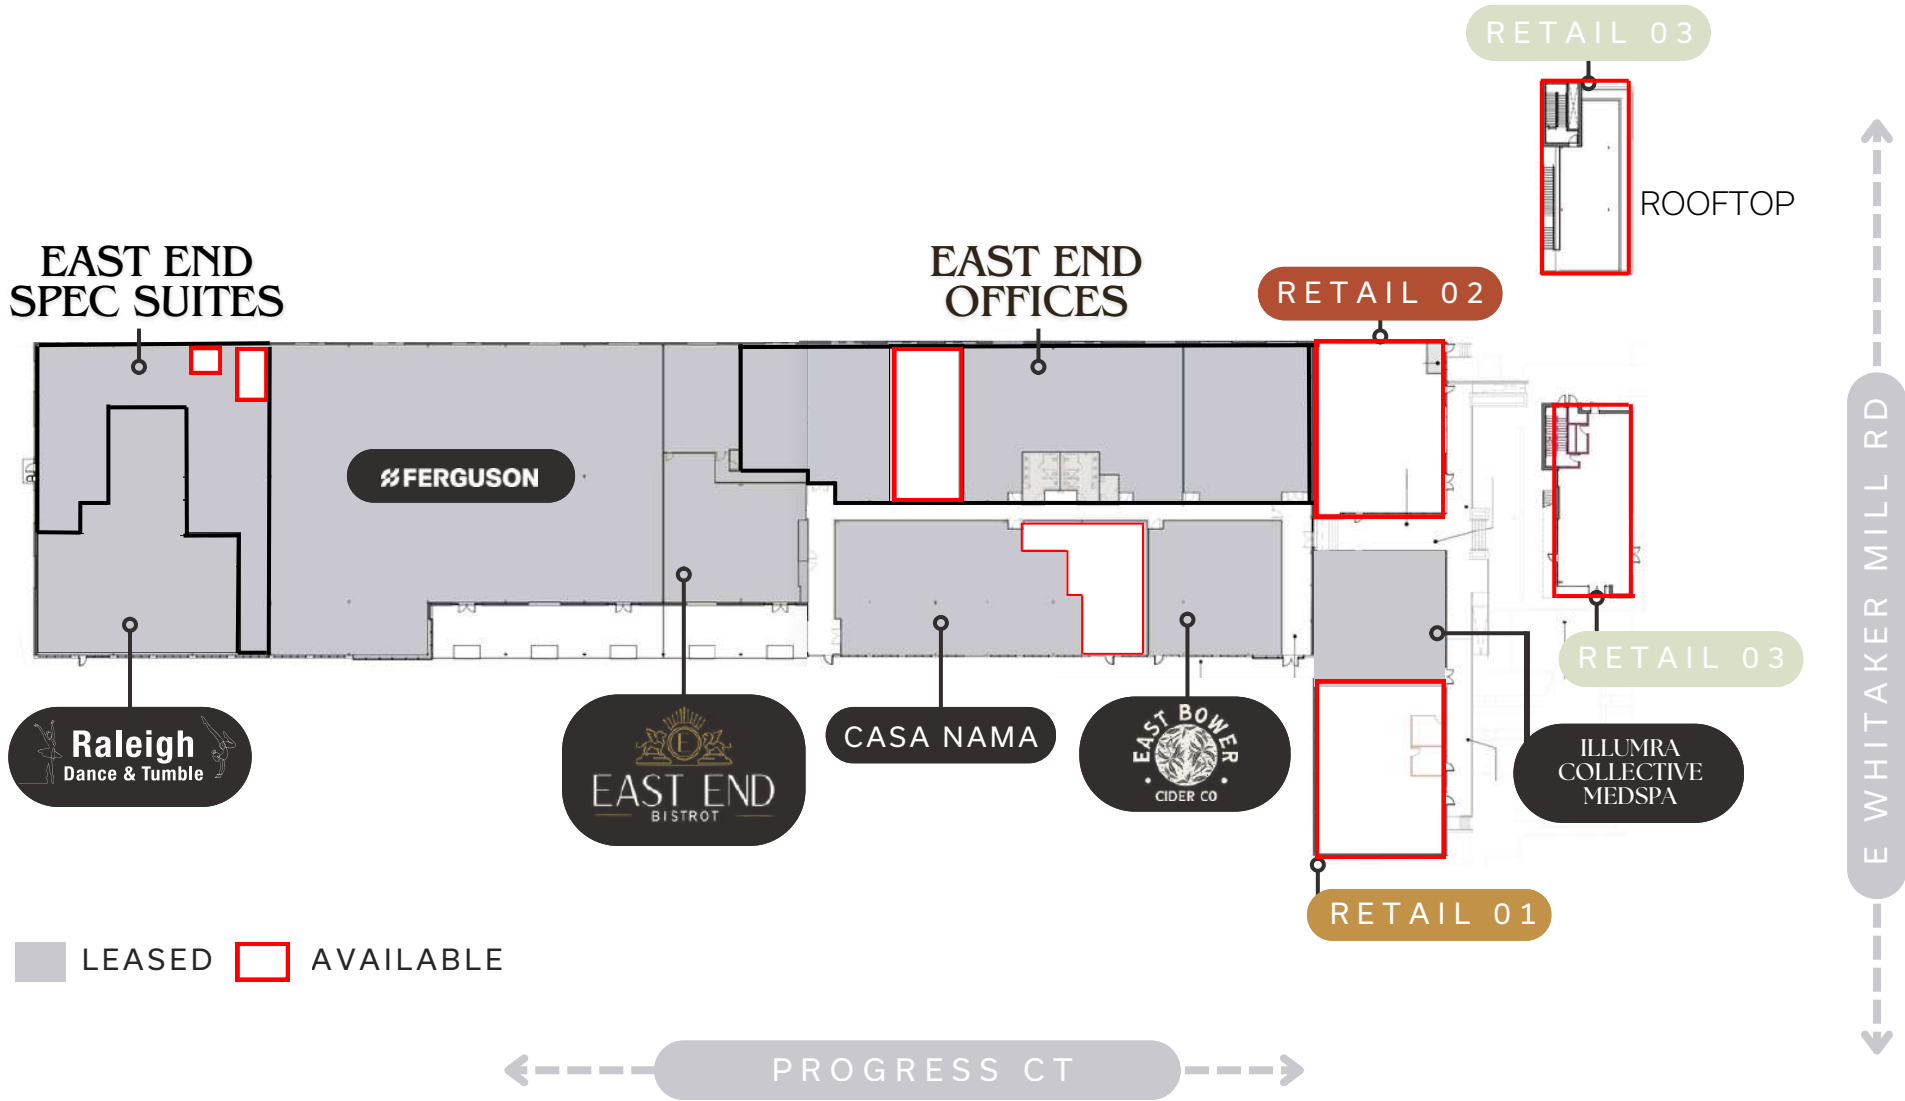 RETAIL 03
ROOFTOP
EAST END
SPEC SUITES
EAST END
OFFICES
RETAIL 02
FERGUSON
E WHITAKER MILL RD
RETAIL 03
Raleigh
Dance & Tumble
E
EAST END
BISTROT
CASA NAMA
EAST BOWER
CIDER CO
ILLUMRA
COLLECTIVE
MEDSPA
RETAIL 01
LEASED
AVAILABLE
PROGRESS CT